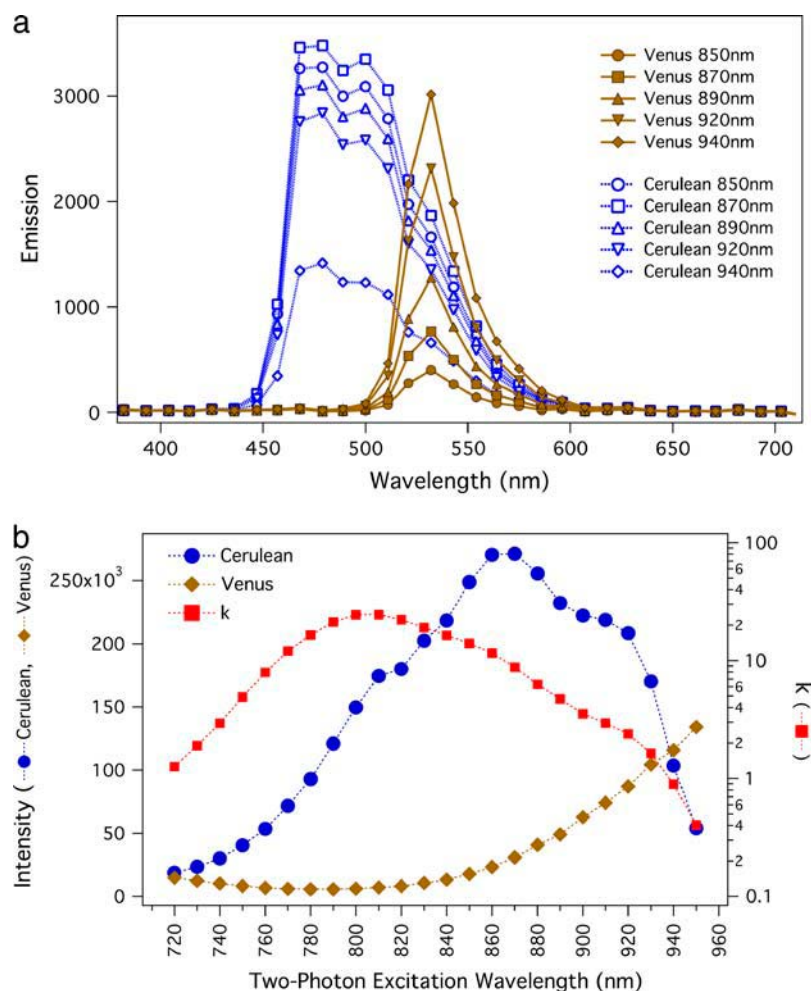 a
Emission
3000
2000
1000
0
400
450
500
550
600
650
700
Wavelength (nm)
Venus 850nm
Venus 870nm
Venus 890nm
Venus 920nm
Venus 940nm
Cerulean 850nm
Cerulean 870nm
Cerulean 890nm
Cerulean 920nm
Cerulean 940nm
b
Intensity ( Cerulean, Venus)
250x10³
200
150
100
50
0
Cerulean
Venus
k
100
6
4
2
10
6
4
2
1
6
4
2
0.1
k ( )
720
740
760
780
800
820
840
860
880
900
920
940
960
Two-Photon Excitation Wavelength (nm)